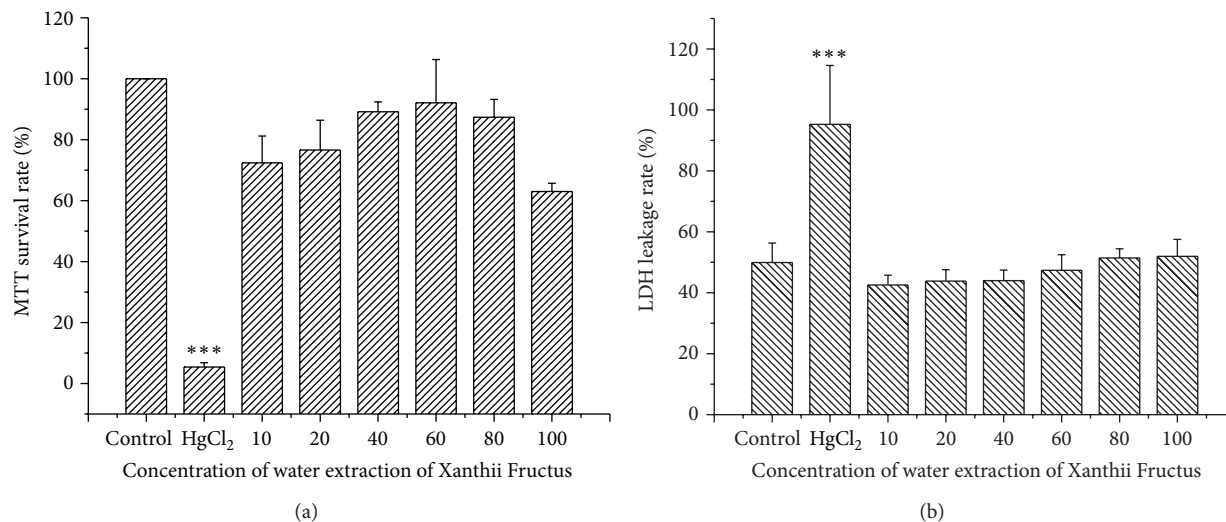 120
100
80
60
40
20
0
MTT survival rate (%)
***
Control HgCl₂ 10 20 40 60 80 100
Concentration of water extraction of Xanthii Fructus
(a)
120
100
80
60
40
20
0
LDH leakage rate (%)
***
Control HgCl₂ 10 20 40 60 80 100
Concentration of water extraction of Xanthii Fructus
(b)